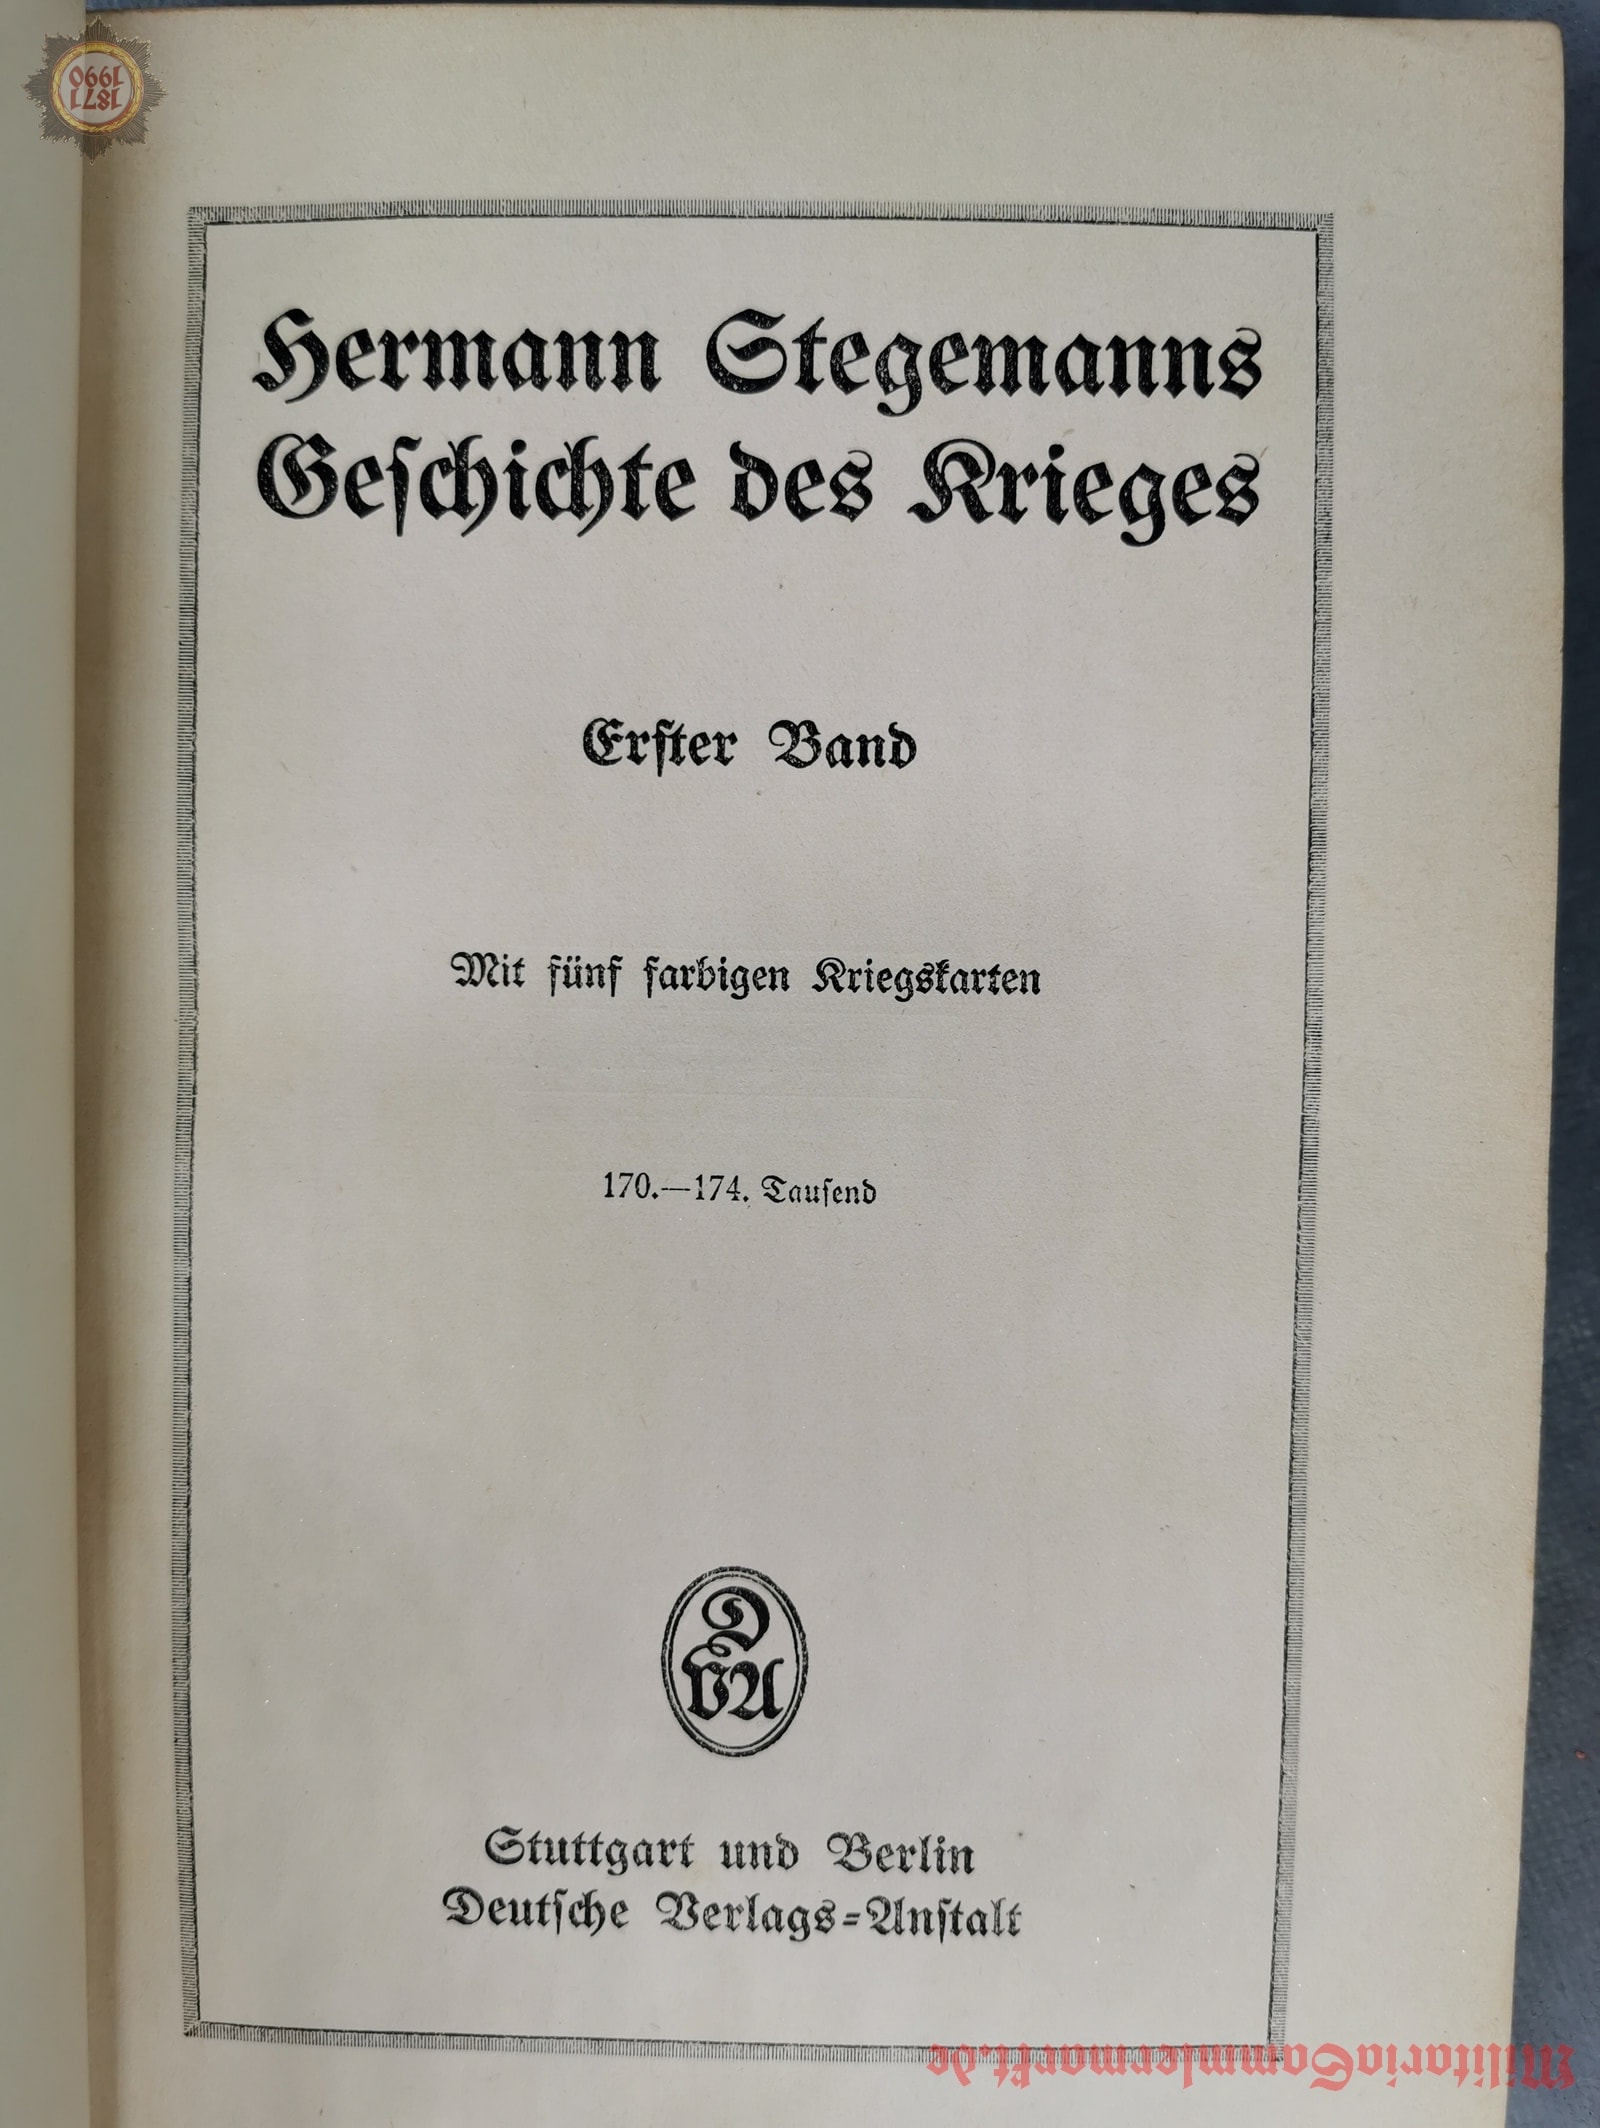 1990
1871
Hermann Stegemanns
Geſchichte des Krieges
Erſter Band
Mit fünf farbigen Kriegskarten
170.—174. Tauſend
D
VA
Stuttgart und Berlin
Deutſche Verlags-Anſtalt
MilitariaSammlermarkt.de